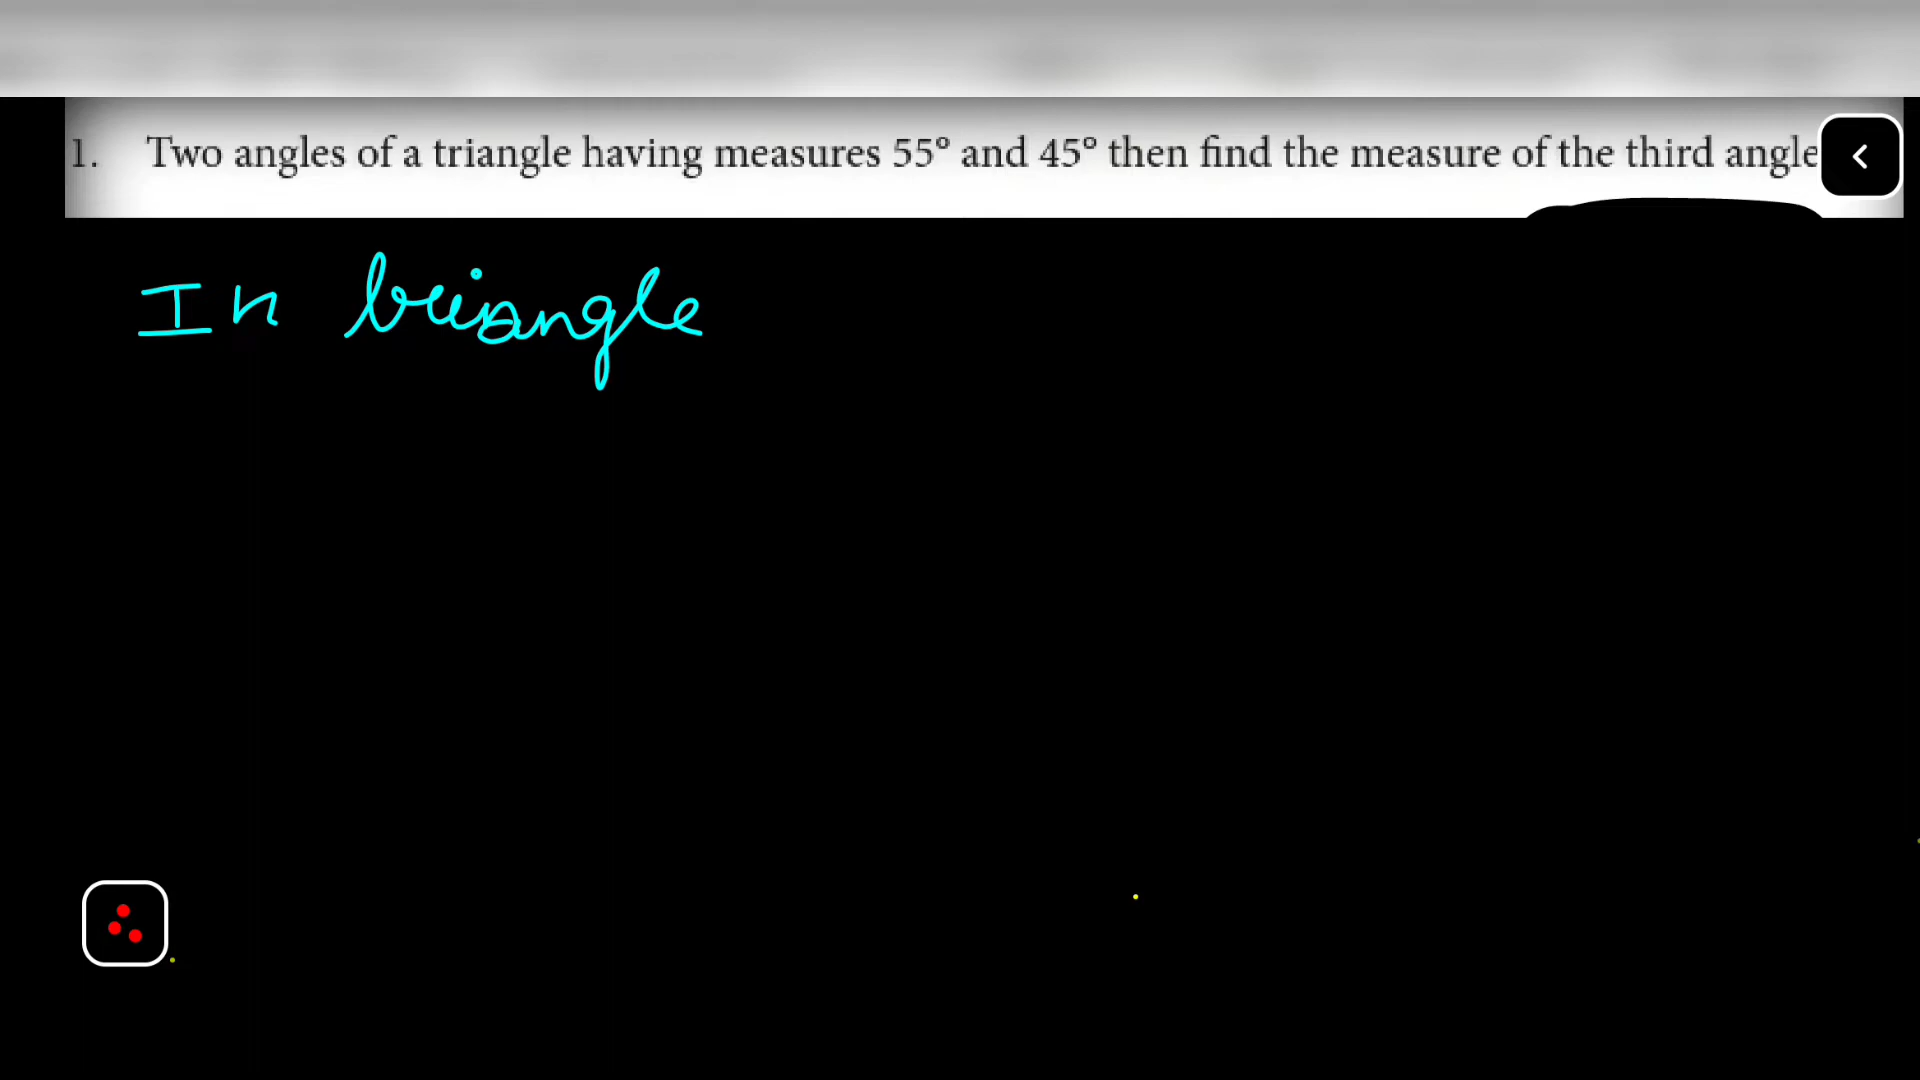 1. Two angles of a triangle having measures 55° and 45° then find the measure of the third angle
In triangle